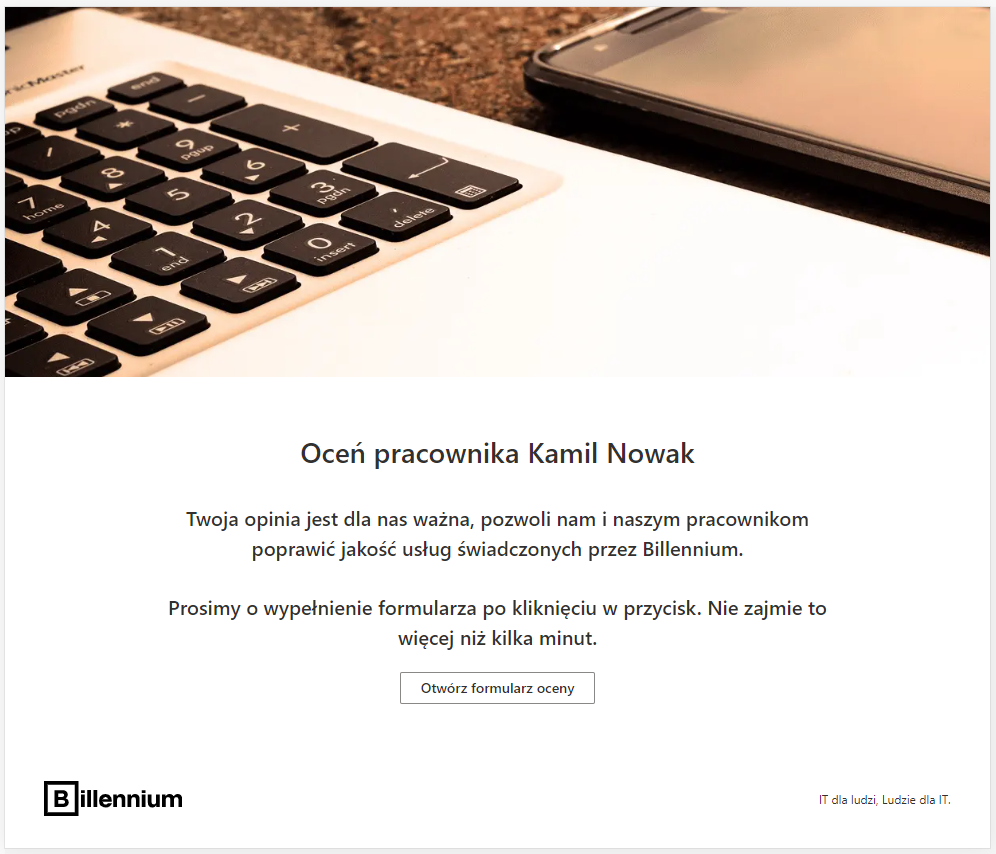 nicMaster
end
pgdn
−
*
+
/
9
pgup
8
6
7
home
5
3
pgdn
4
2
,
delete
1
end
0
insert
Oceń pracownika Kamil Nowak
Twoja opinia jest dla nas ważna, pozwoli nam i naszym pracownikom
poprawić jakość usług świadczonych przez Billennium.
Prosimy o wypełnienie formularza po kliknięciu w przycisk. Nie zajmie to
więcej niż kilka minut.
Otwórz formularz oceny
Billennium
IT dla ludzi, Ludzie dla IT.